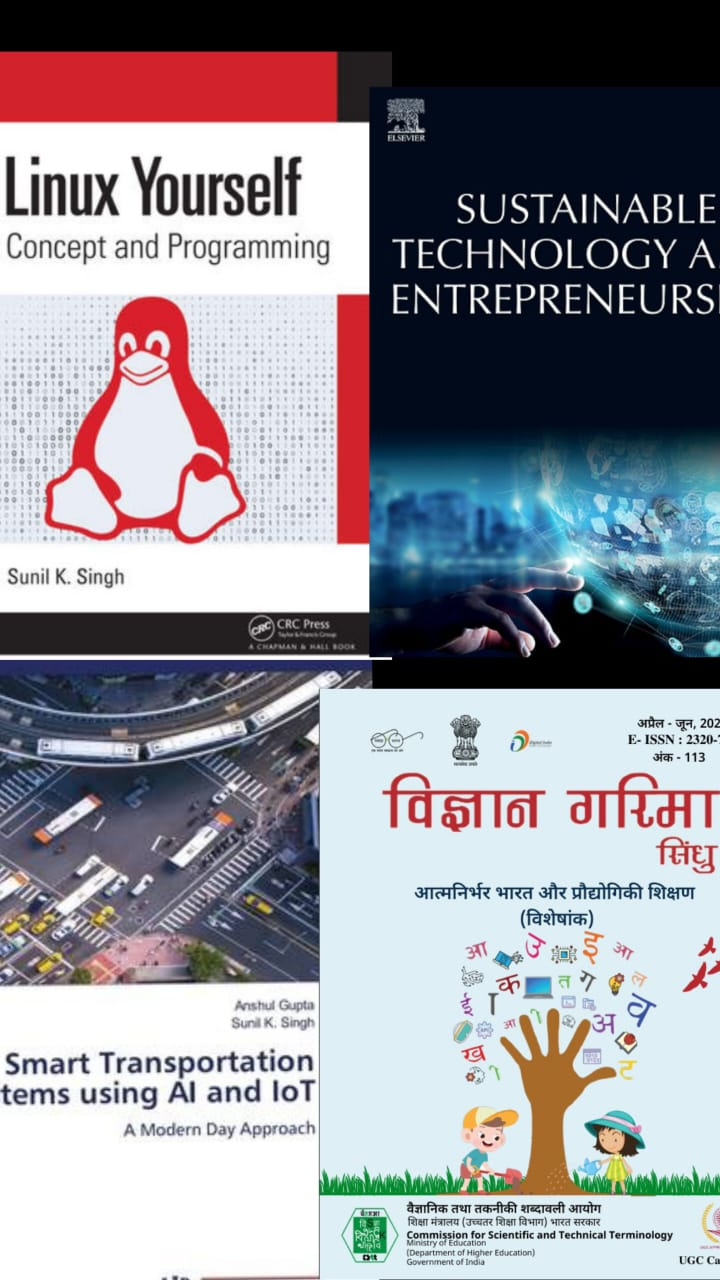 Linux Yourself
Concept and Programming
Sunil K. Singh
CRC CRC Press
Taylor & Francis Group
A CHAPMAN & HALL BOOK
ELSEVIER
SUSTAINABLE
TECHNOLOGY A
ENTREPRENEURS
Anshul Gupta
Sunil K. Singh
Smart Transportation
tems using AI and IoT
A Modern Day Approach
अप्रैल - जून, 202
E- ISSN : 2320-7
अंक - 113
विज्ञान गरिमा
सिंधु
आत्मनिर्भर भारत और प्रौद्योगिकी शिक्षण
(विशेषांक)
आ उ इ आ
क त ग ल
ई व
आ अ
ख ट
वैज्ञानिक तथा तकनीकी शब्दावली आयोग
शिक्षा मंत्रालय (उच्चतर शिक्षा विभाग) भारत सरकार
Commission for Scientific and Technical Terminology
Ministry of Education
(Department of Higher Education)
Government of India
UGC Ca